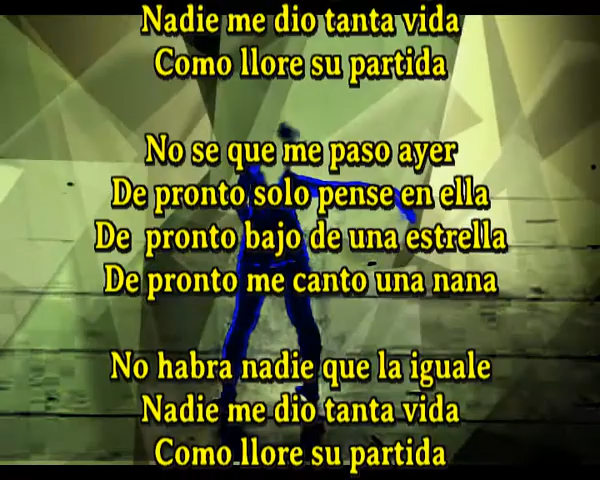 Nadie me dio tanta vida
Como llore su partida
No se que me paso ayer
De pronto solo pense en ella
De pronto bajo de una estrella
De pronto me canto una nana
No habra nadie que la iguale
Nadie me dio tanta vida
Como llore su partida